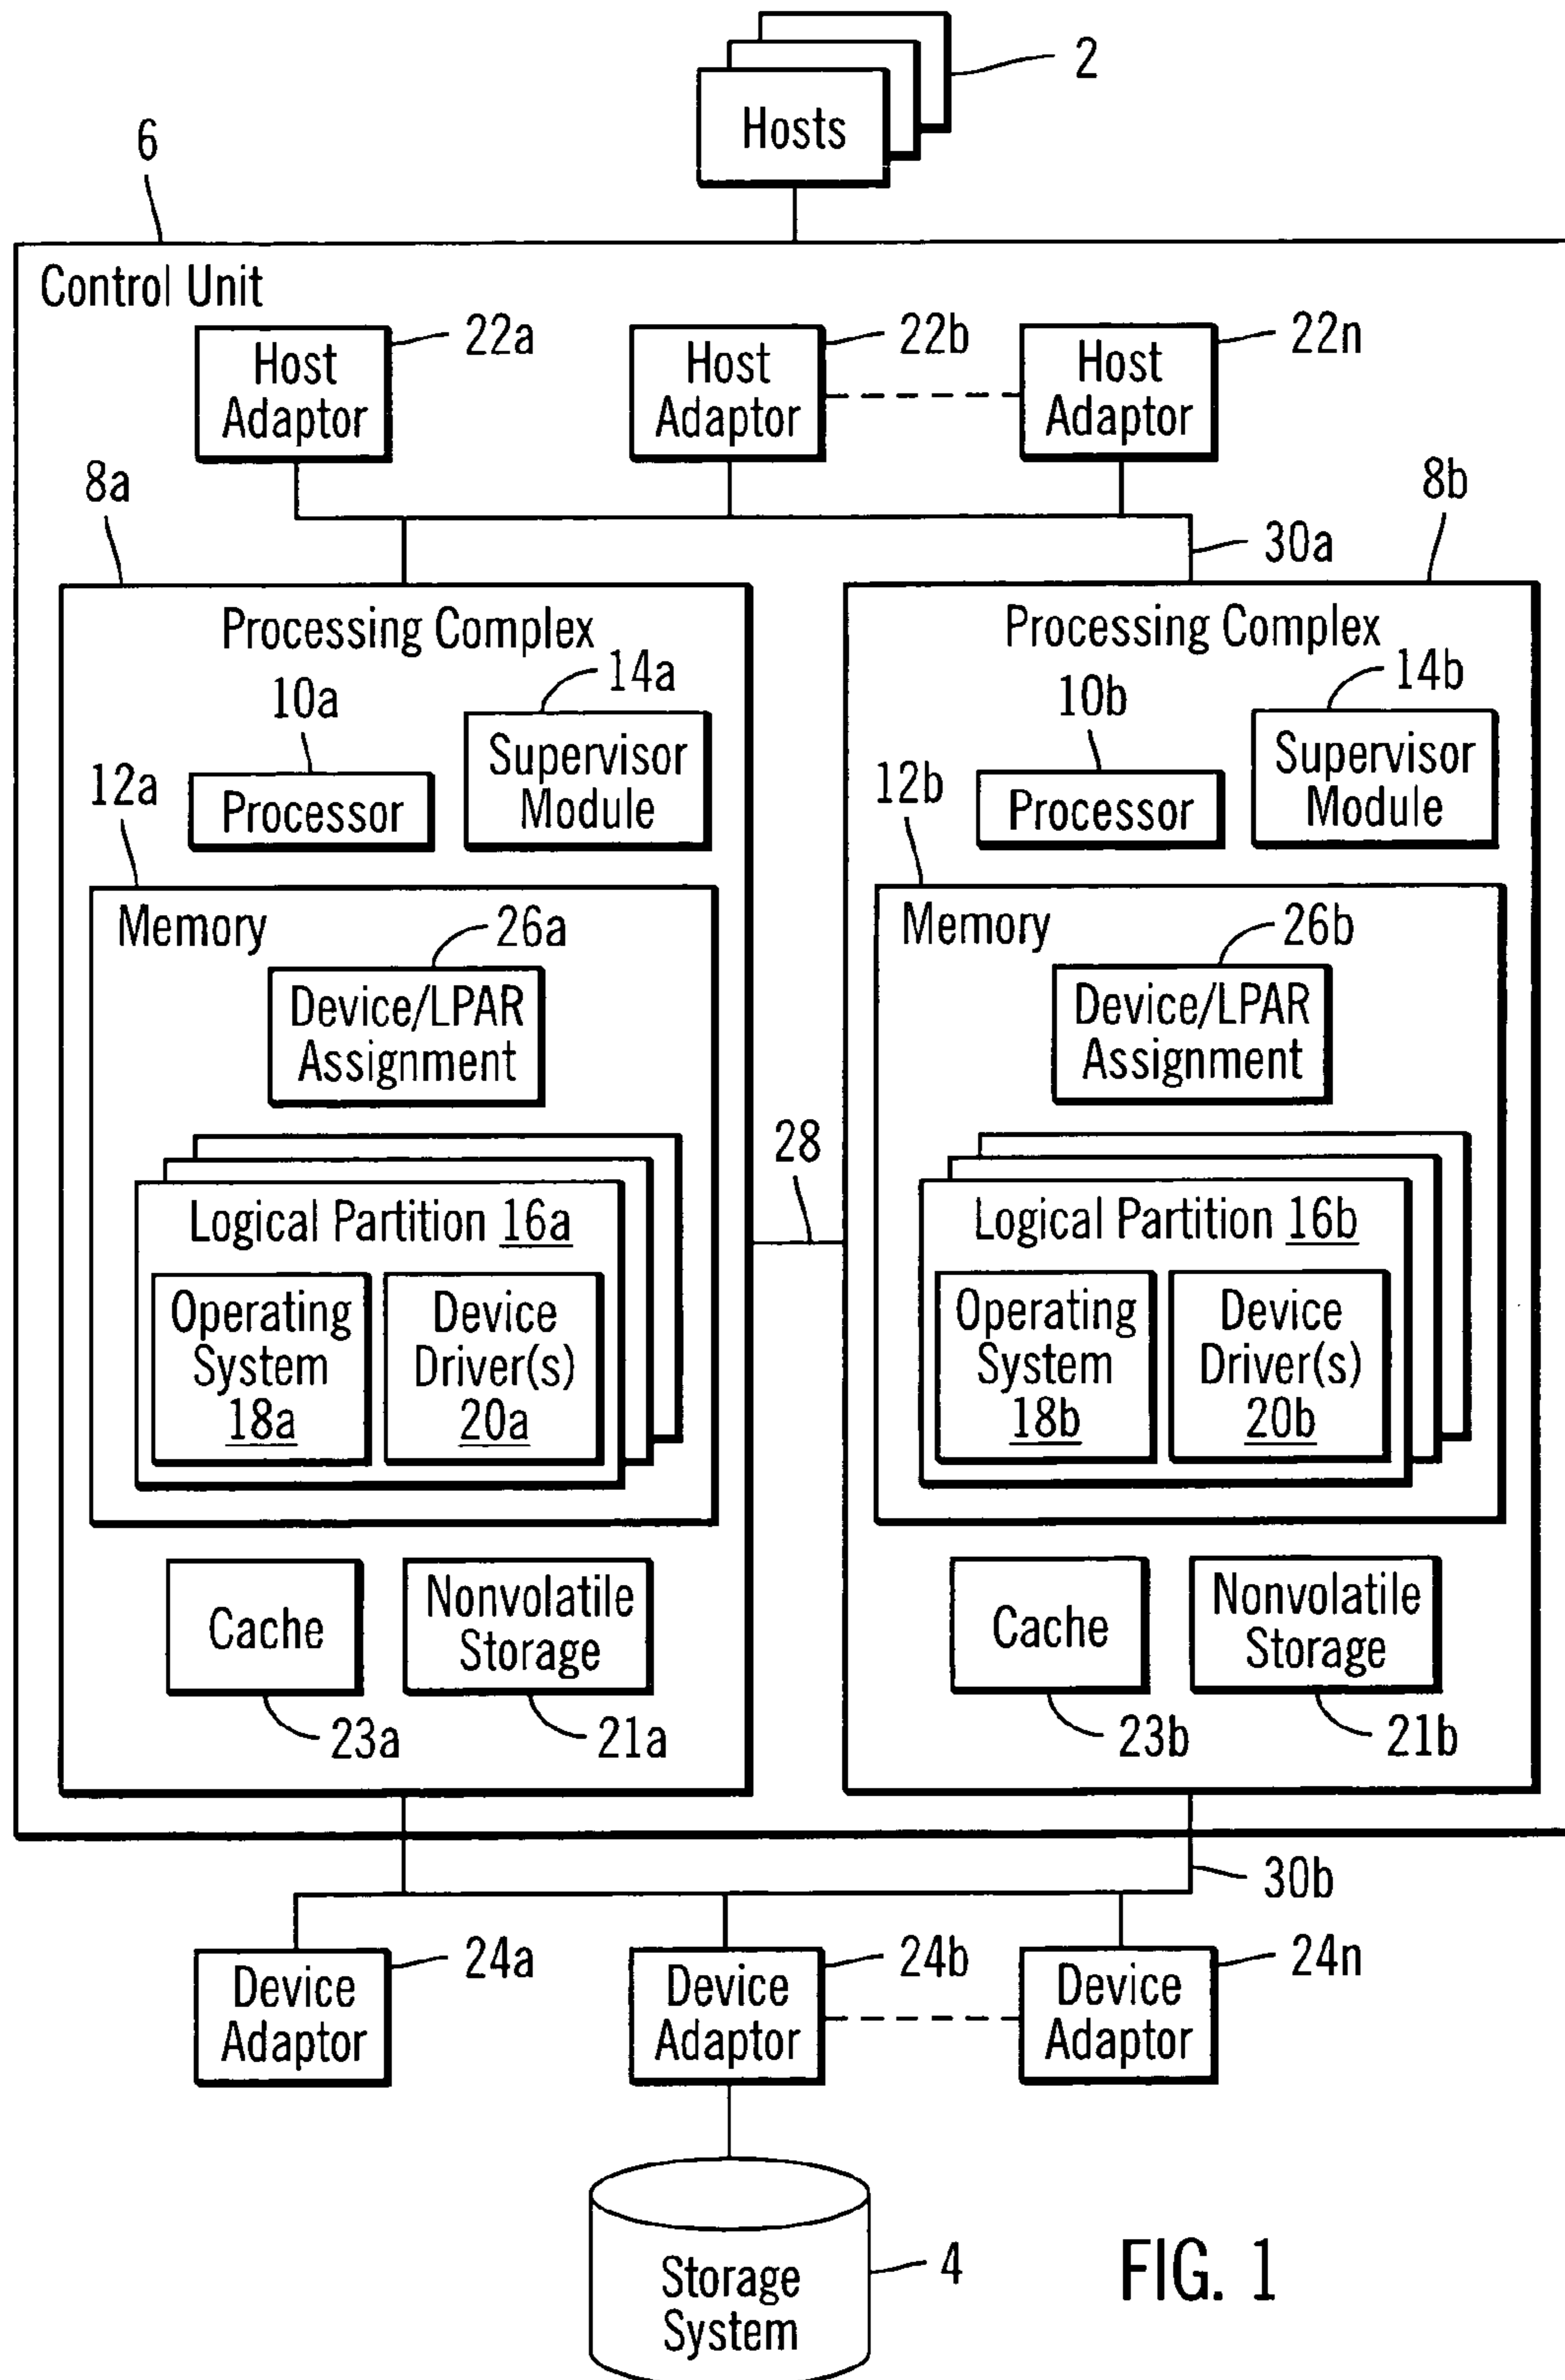 2
Hosts
6
Control Unit
22a
22b
22n
Host
Adaptor
Host
Adaptor
Host
Adaptor
8a
8b
30a
Processing Complex
14a
10a
Supervisor
Module
12a
Processor
Memory
26a
Device/LPAR
Assignment
Logical Partition 16a
Operating
System
18a
Device
Driver(s)
20a
Cache
Nonvolatile
Storage
23a
21a
28
Processing Complex
14b
10b
Supervisor
Module
12b
Processor
Memory
26b
Device/LPAR
Assignment
Logical Partition 16b
Operating
System
18b
Device
Driver(s)
20b
Cache
Nonvolatile
Storage
23b
21b
30b
24a
24b
24n
Device
Adaptor
Device
Adaptor
Device
Adaptor
4
Storage
System
FIG. 1